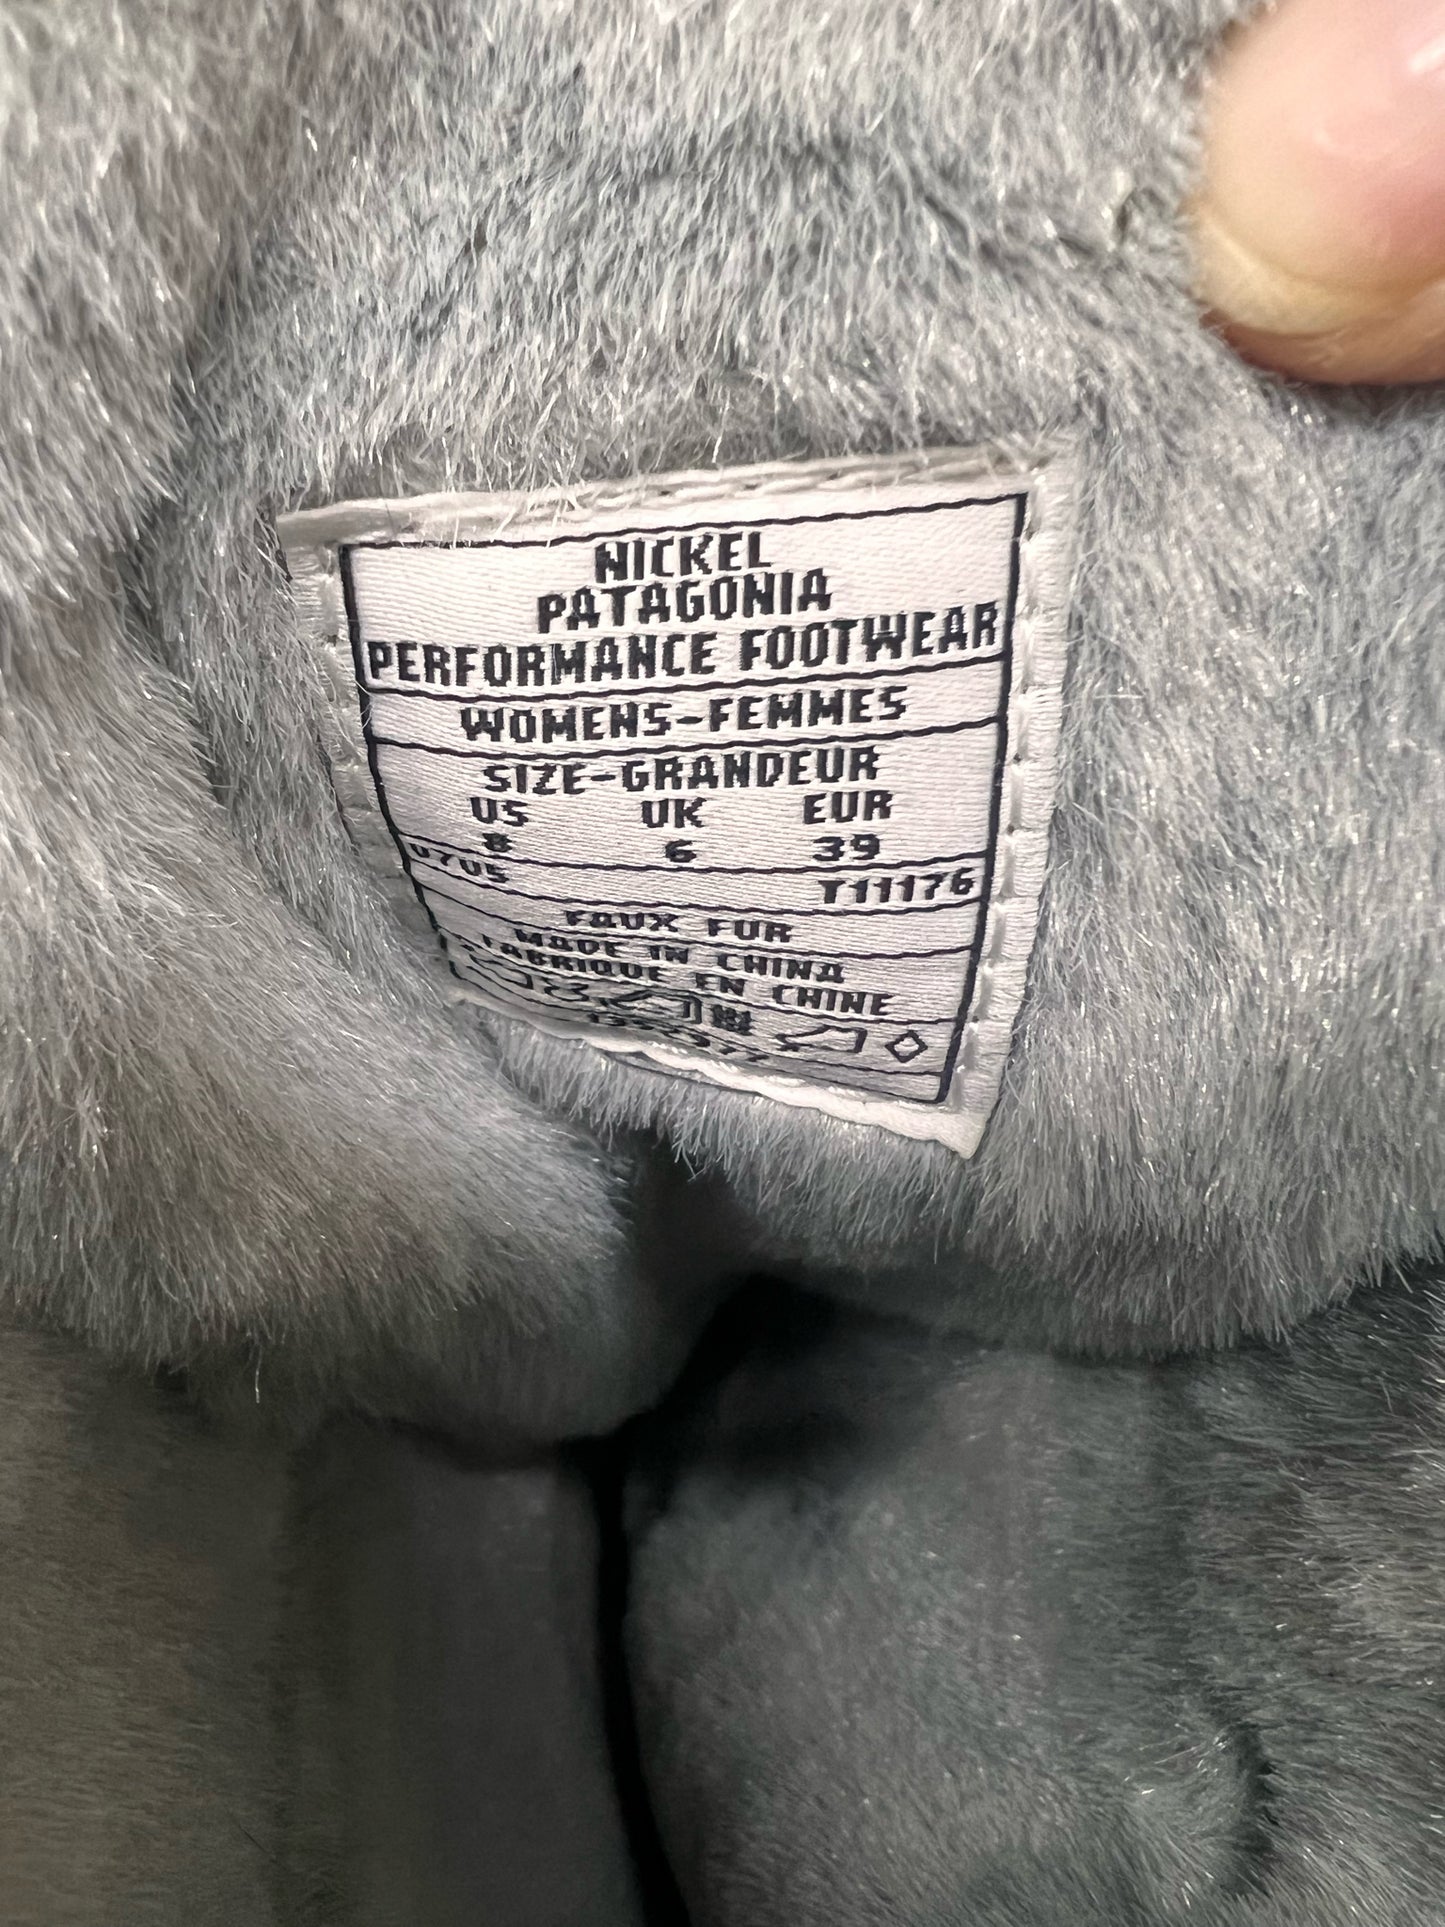 NICKEL
PATAGONIA
PERFORMANCE FOOTWEAR
WOMENS-FEMMES
SIZE-GRANDEUR
US UK EUR
8 6 39
T11176
FAUX FUR
MADE IN CHINA
FABRIQUE EN CHINE